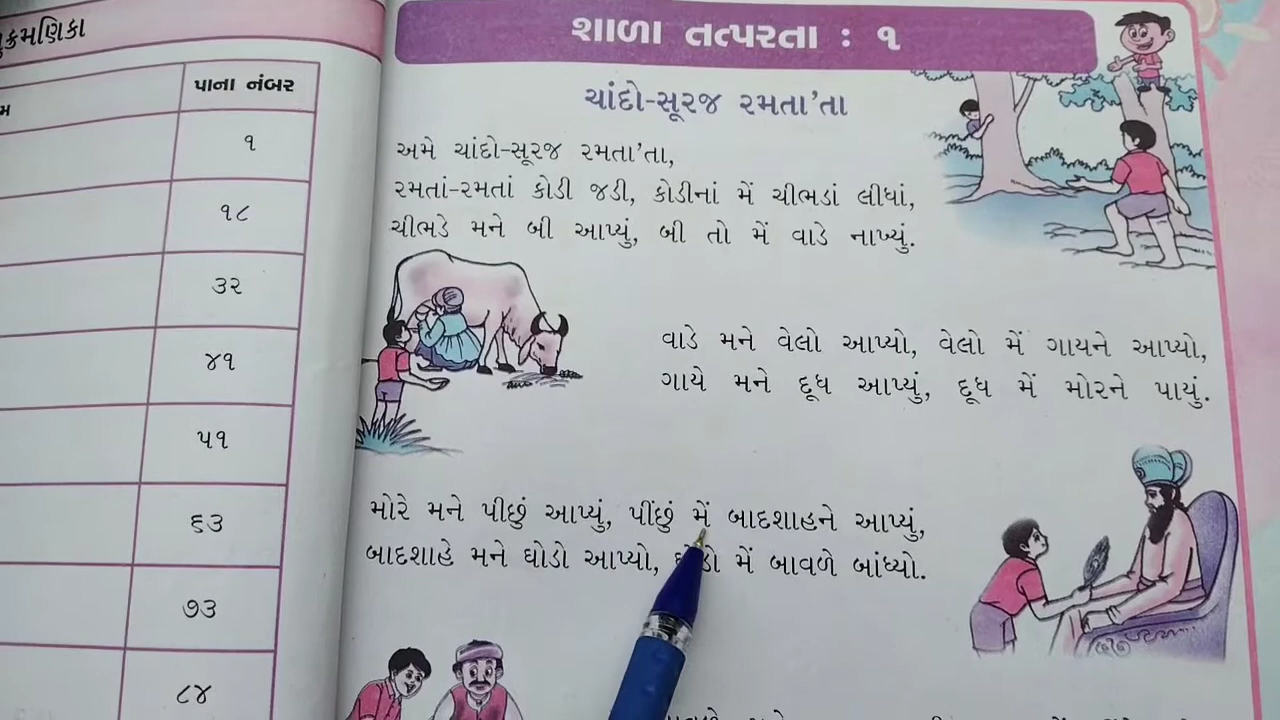 પાના નંબર
૧
૧૮
૩૨
૪૧
૫૧
૬૩
૭૩
૮૪
શાળા તત્પરતા : ૧
ચાંદો-સૂરજ રમતા'તા
અમે ચાંદો-સૂરજ રમતા'તા,
રમતાં-રમતાં કોડી જડી, કોડીનાં મેં ચીભડાં લીધાં,
ચીભડે મને બી આપ્યું, બી તો મેં વાડે નાખ્યું.
વાડે મને વેલો આપ્યો, વેલો મેં ગાયને આપ્યો,
ગાયે મને દૂધ આપ્યું, દૂધ મેં મોરને પાયું.
મોરે મને પીછું આપ્યું, પીંછું મેં બાદશાહને આપ્યું,
બાદશાહે મને ઘોડો આપ્યો, ઘોડો મેં બાવળે બાંધ્યો.